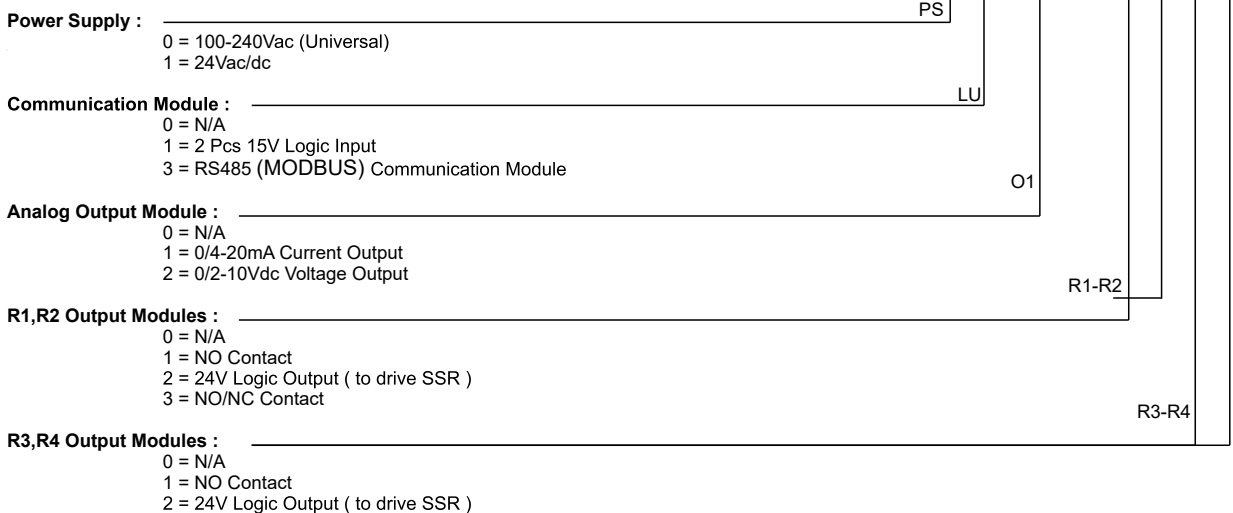 PS
Power Supply :
0 = 100-240Vac (Universal)
1 = 24Vac/dc
LU
Communication Module :
0 = N/A
1 = 2 Pcs 15V Logic Input
3 = RS485 (MODBUS) Communication Module
O1
Analog Output Module :
0 = N/A
1 = 0/4-20mA Current Output
2 = 0/2-10Vdc Voltage Output
R1-R2
R1,R2 Output Modules :
0 = N/A
1 = NO Contact
2 = 24V Logic Output ( to drive SSR )
3 = NO/NC Contact
R3-R4
R3,R4 Output Modules :
0 = N/A
1 = NO Contact
2 = 24V Logic Output ( to drive SSR )